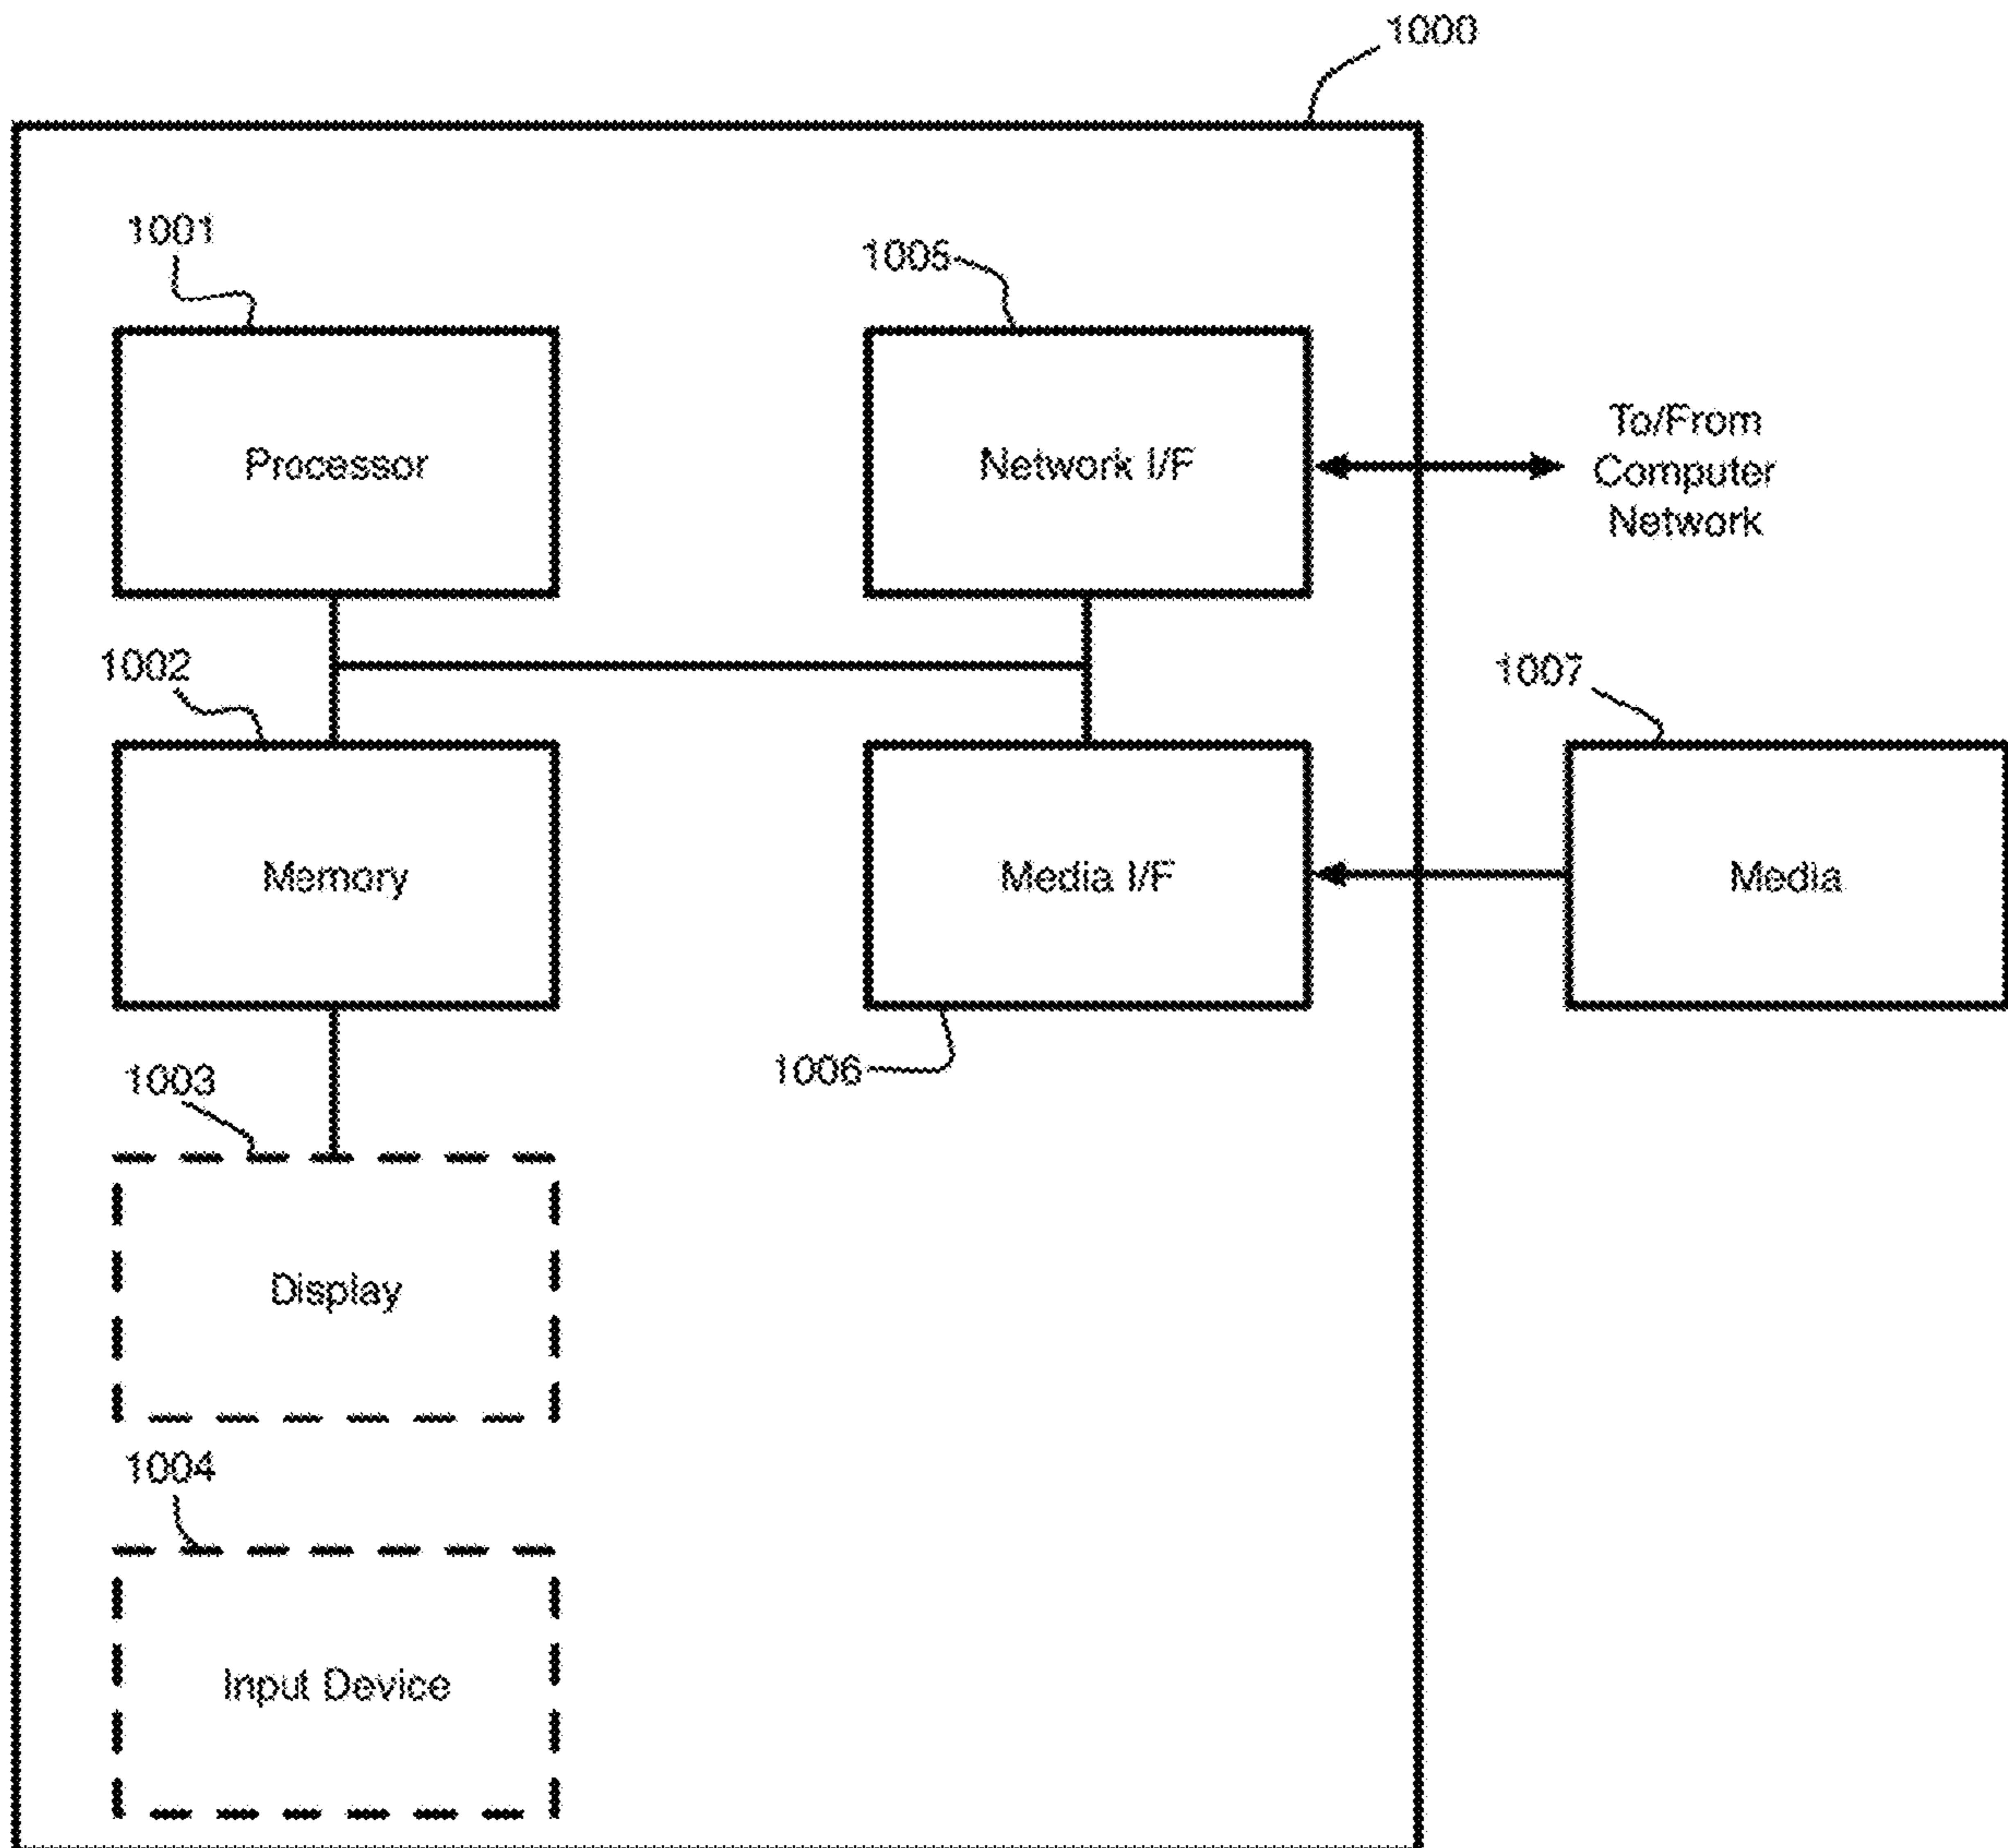 1000
1001
1005
Processor
Network I/F
To/From
Computer
Network
1002
1007
Memory
Media I/F
Media
1003
1006
Display
1004
Input Device